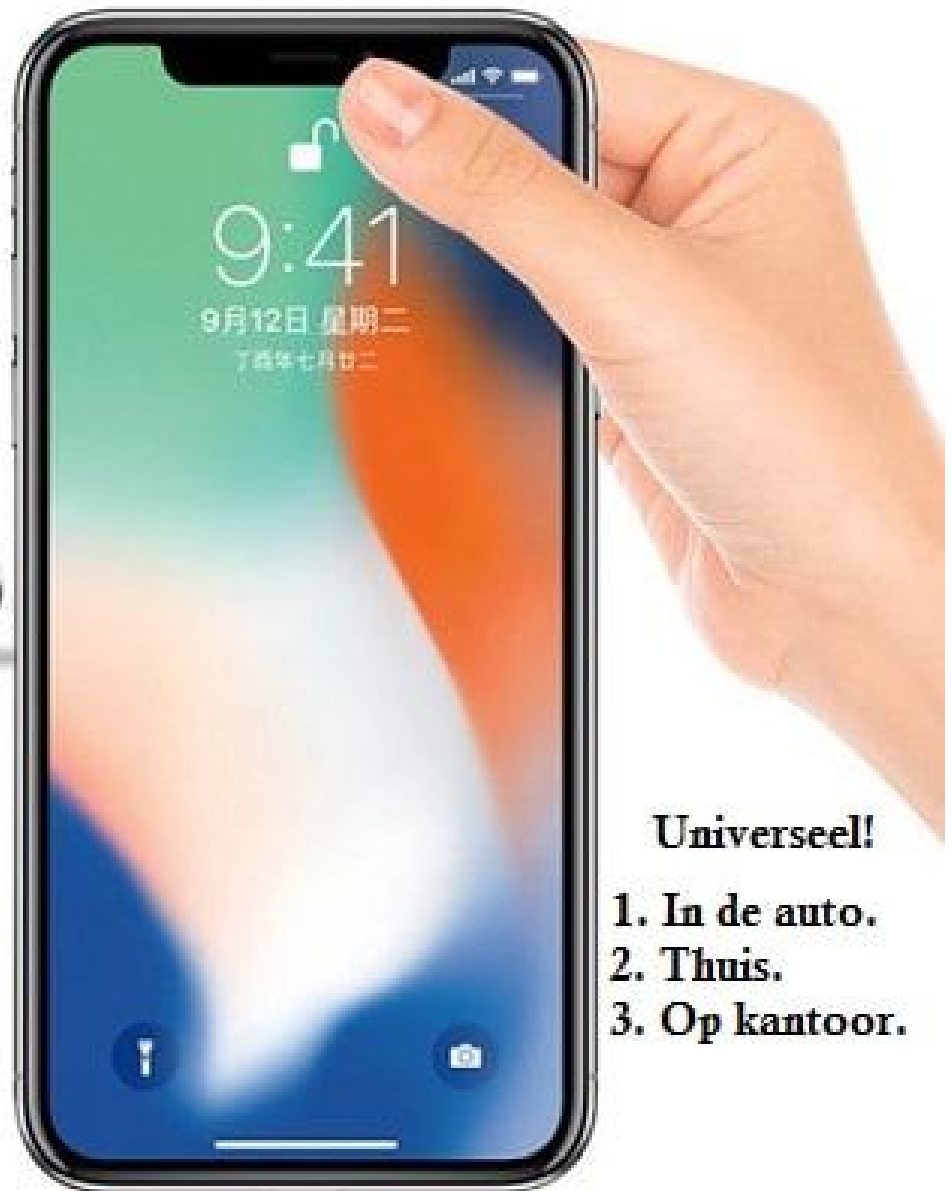 9:41
9月12日 星期二
丁酉年七月廿二
Universeel!
1. In de auto.
2. Thuis.
3. Op kantoor.